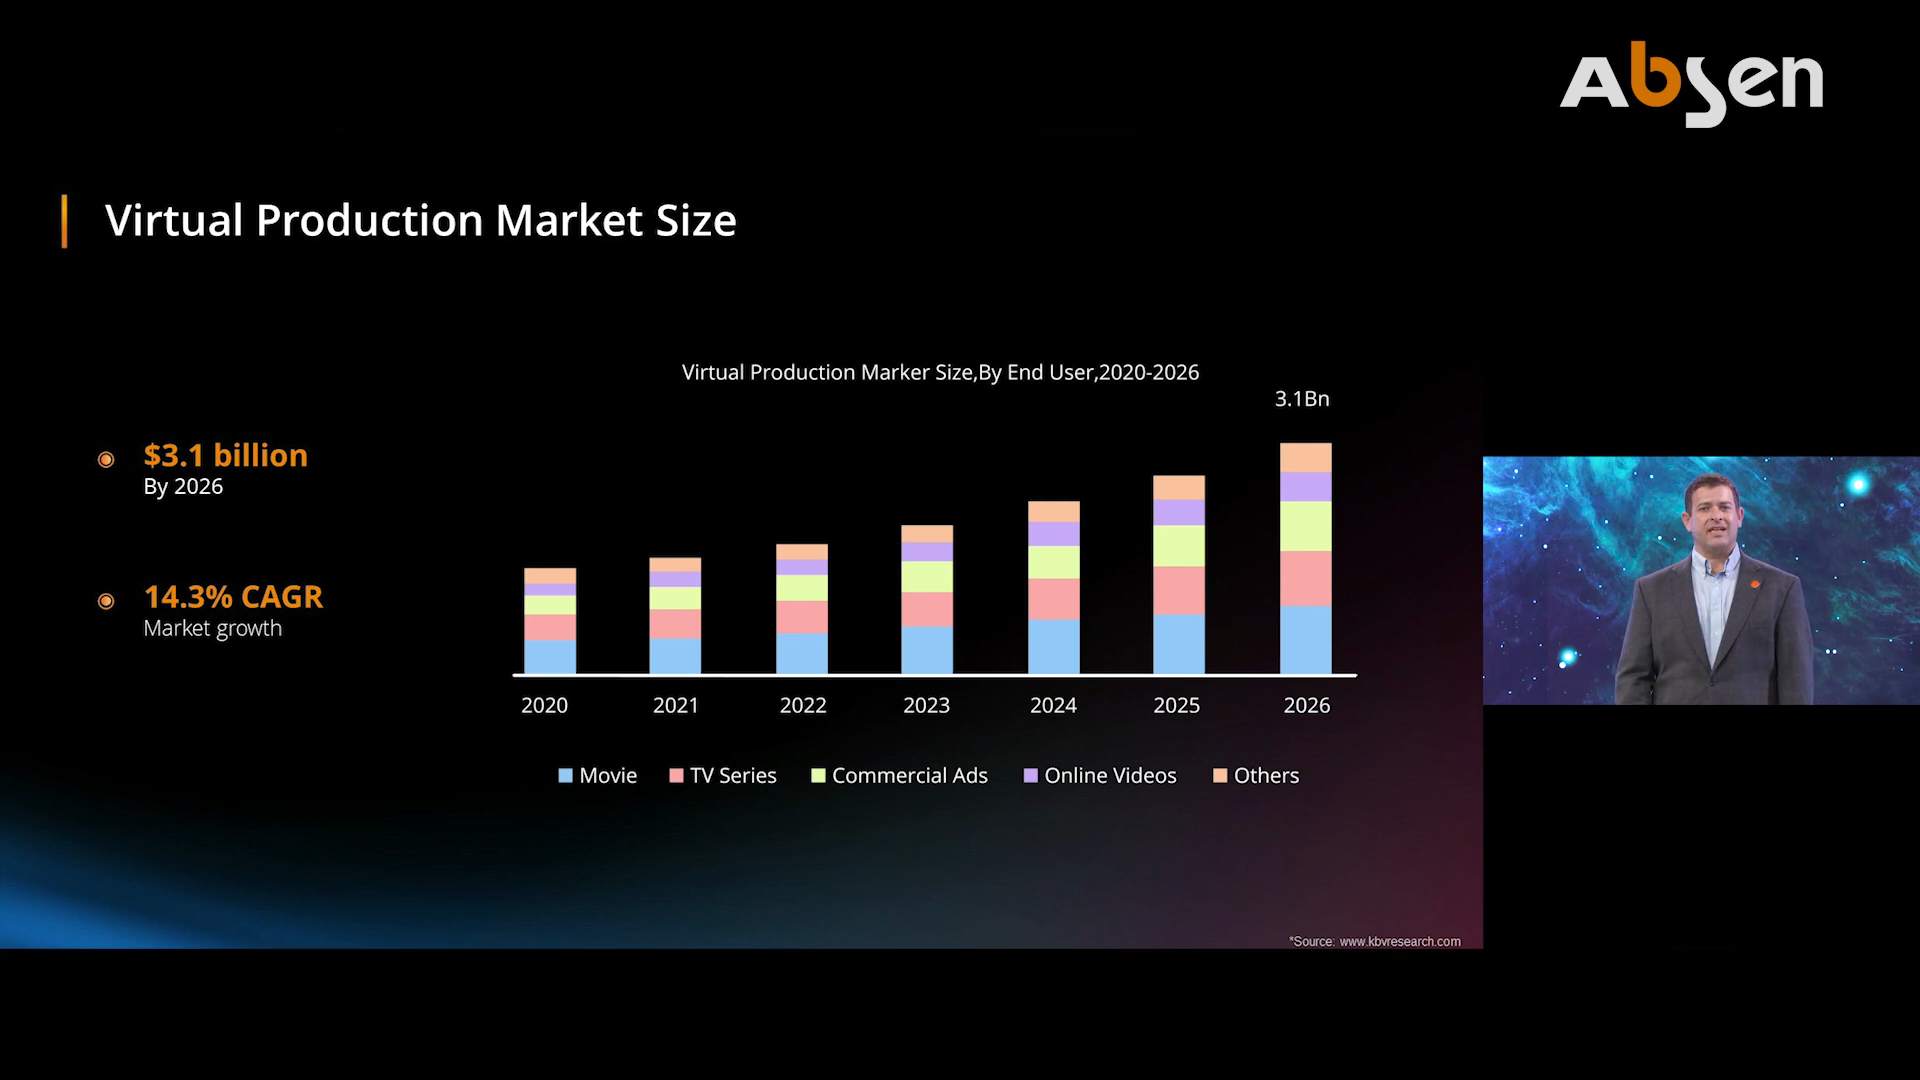 Absen
Virtual Production Market Size
Virtual Production Marker Size,By End User,2020-2026
3.1Bn
$3.1 billion
By 2026
14.3% CAGR
Market growth
2020 2021 2022 2023 2024 2025 2026
Movie TV Series Commercial Ads Online Videos Others
*Source: www.kbvresearch.com